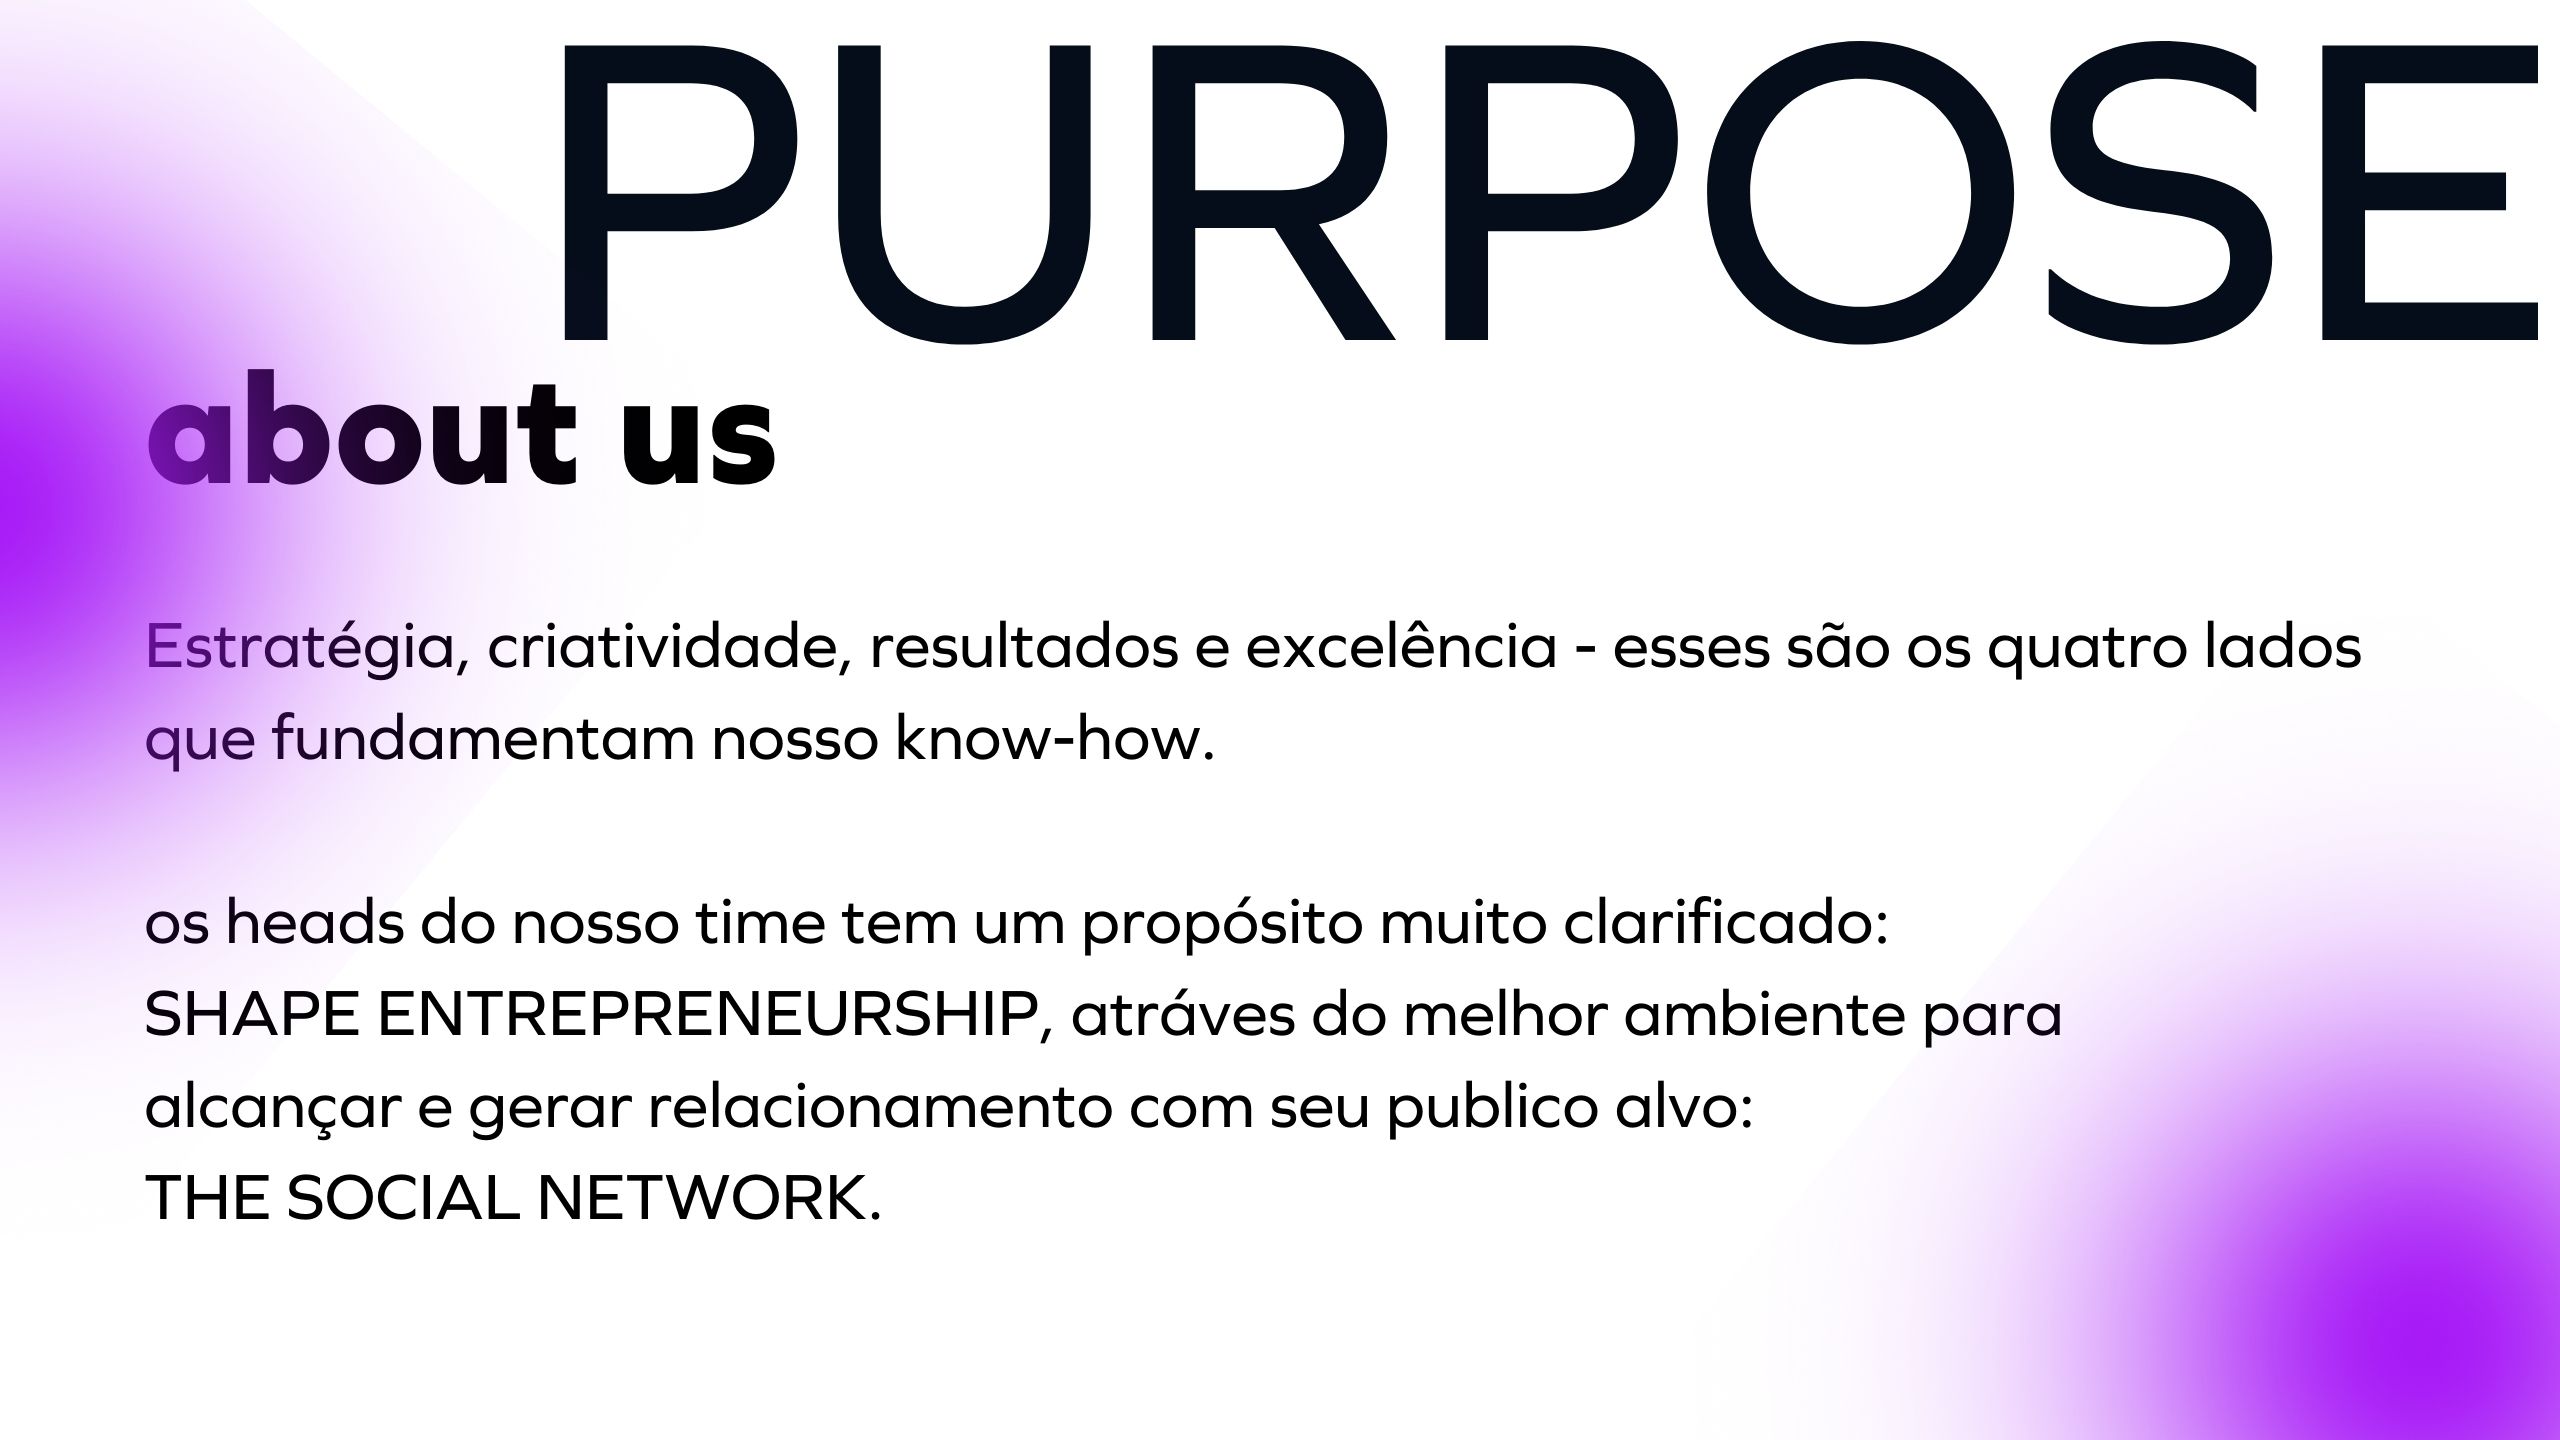 PURPOSE
about us
Estratégia, criatividade, resultados e excelência - esses são os quatro lados
que fundamentam nosso know-how.
os heads do nosso time tem um propósito muito clarificado:
SHAPE ENTREPRENEURSHIP, atráves do melhor ambiente para
alcançar e gerar relacionamento com seu publico alvo:
THE SOCIAL NETWORK.